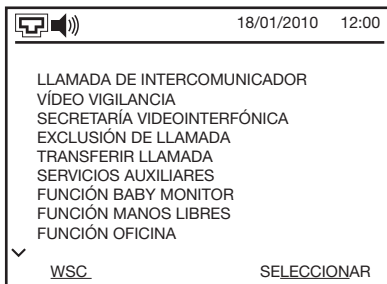 18/01/2010 12:00
LLAMADA DE INTERCOMUNICADOR
VÍDEO VIGILANCIA
SECRETARÍA VIDEOINTERFÓNICA
EXCLUSIÓN DE LLAMADA
TRANSFERIR LLAMADA
SERVICIOS AUXILIARES
FUNCIÓN BABY MONITOR
FUNCIÓN MANOS LIBRES
FUNCIÓN OFICINA
WSC SELECCIONAR